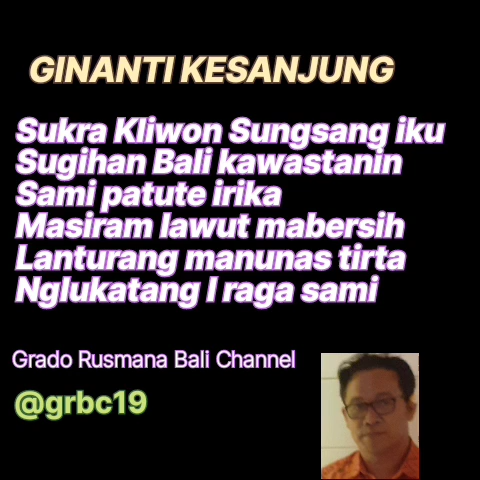 GINANTI KESANJUNG
Sukra Kliwon Sungsang iku
Sugihan Bali kawastanin
Sami patute irika
Masiram lawut mabersih
Lanturang manunas tirta
Nglukatang I raga sami
Grado Rusmana Bali Channel
@grbc19